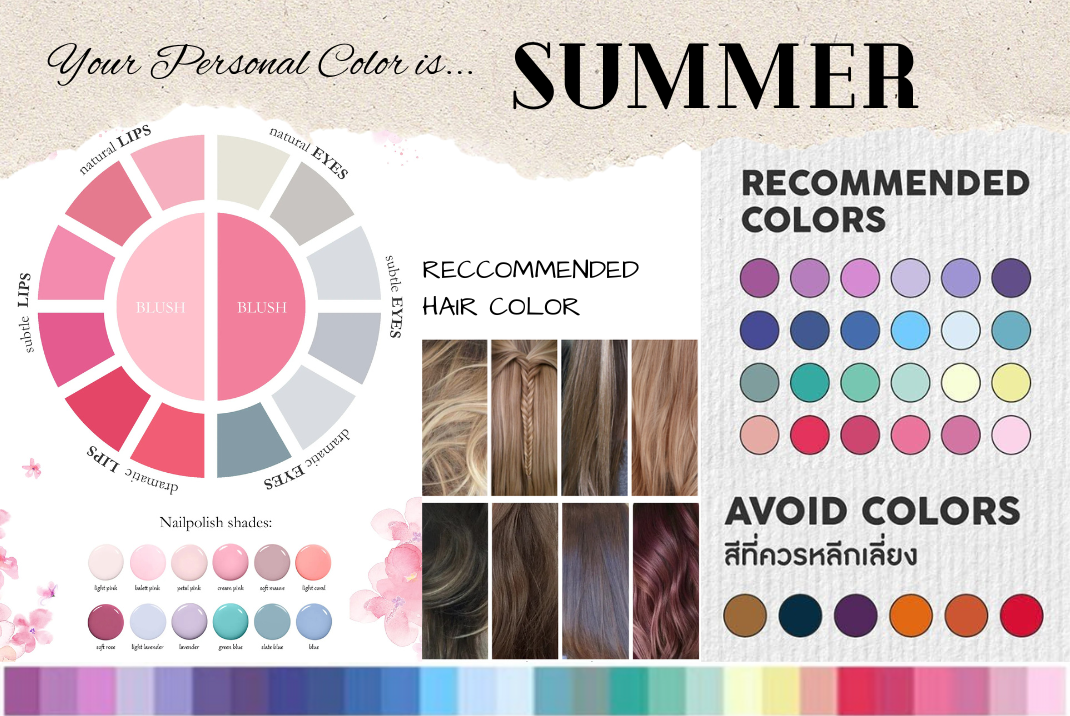 Your Personal Color is... SUMMER
natural LIPS
natural EYES
subtle LIPS
subtle EYES
BLUSH
BLUSH
dramatic LIPS
dramatic EYES
RECCOMMENDED
HAIR COLOR
Nailpolish shades:
light pink ballett pink petal pink cream pink soft mauve light coral
soft rose light lavender lavender green blue slate blue blue
RECOMMENDED
COLORS
AVOID COLORS
สีที่ควรหลีกเลี่ยง